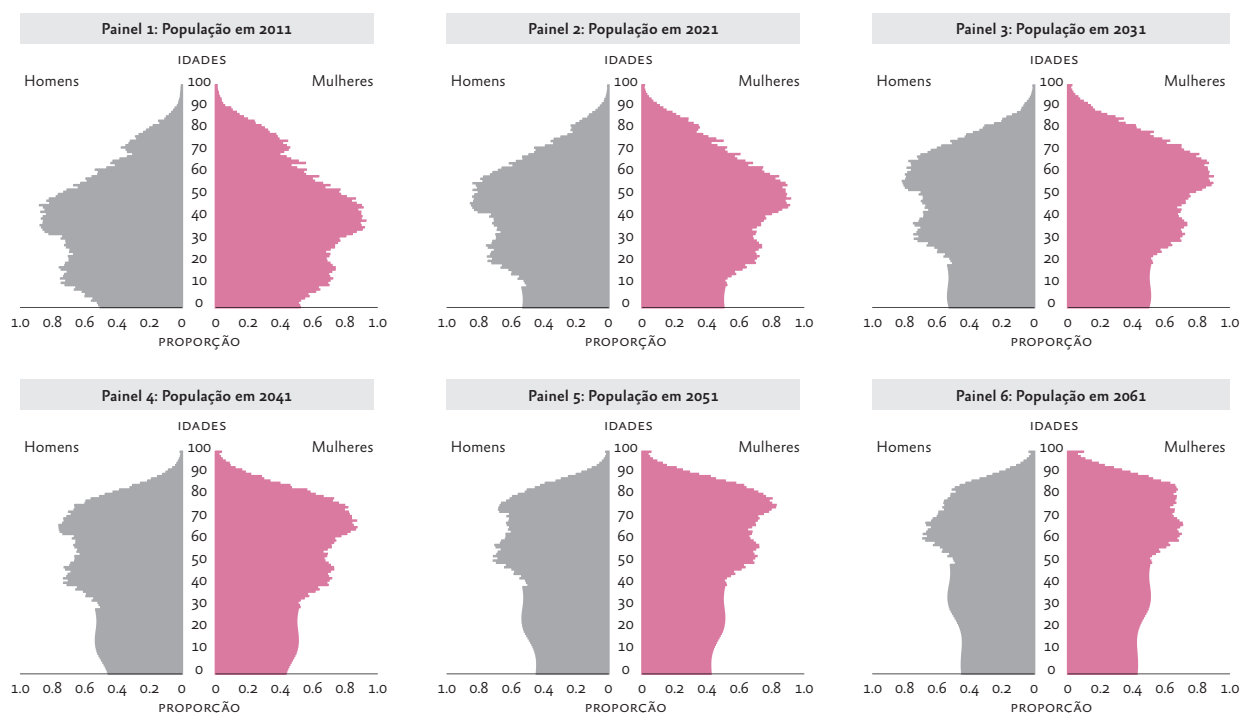 Painel 1: População em 2011
IDADES
Homens
Mulheres
100
90
80
70
60
50
40
30
20
10
0
1.0 0.8 0.6 0.4 0.2 0 0 0.2 0.4 0.6 0.8 1.0
PROPORÇÃO
Painel 2: População em 2021
IDADES
Homens
Mulheres
100
90
80
70
60
50
40
30
20
10
0
1.0 0.8 0.6 0.4 0.2 0 0 0.2 0.4 0.6 0.8 1.0
PROPORÇÃO
Painel 3: População em 2031
IDADES
Homens
Mulheres
100
90
80
70
60
50
40
30
20
10
0
1.0 0.8 0.6 0.4 0.2 0 0 0.2 0.4 0.6 0.8 1.0
PROPORÇÃO
Painel 4: População em 2041
IDADES
Homens
Mulheres
100
90
80
70
60
50
40
30
20
10
0
1.0 0.8 0.6 0.4 0.2 0 0 0.2 0.4 0.6 0.8 1.0
PROPORÇÃO
Painel 5: População em 2051
IDADES
Homens
Mulheres
100
90
80
70
60
50
40
30
20
10
0
1.0 0.8 0.6 0.4 0.2 0 0 0.2 0.4 0.6 0.8 1.0
PROPORÇÃO
Painel 6: População em 2061
IDADES
Homens
Mulheres
100
90
80
70
60
50
40
30
20
10
0
1.0 0.8 0.6 0.4 0.2 0 0 0.2 0.4 0.6 0.8 1.0
PROPORÇÃO